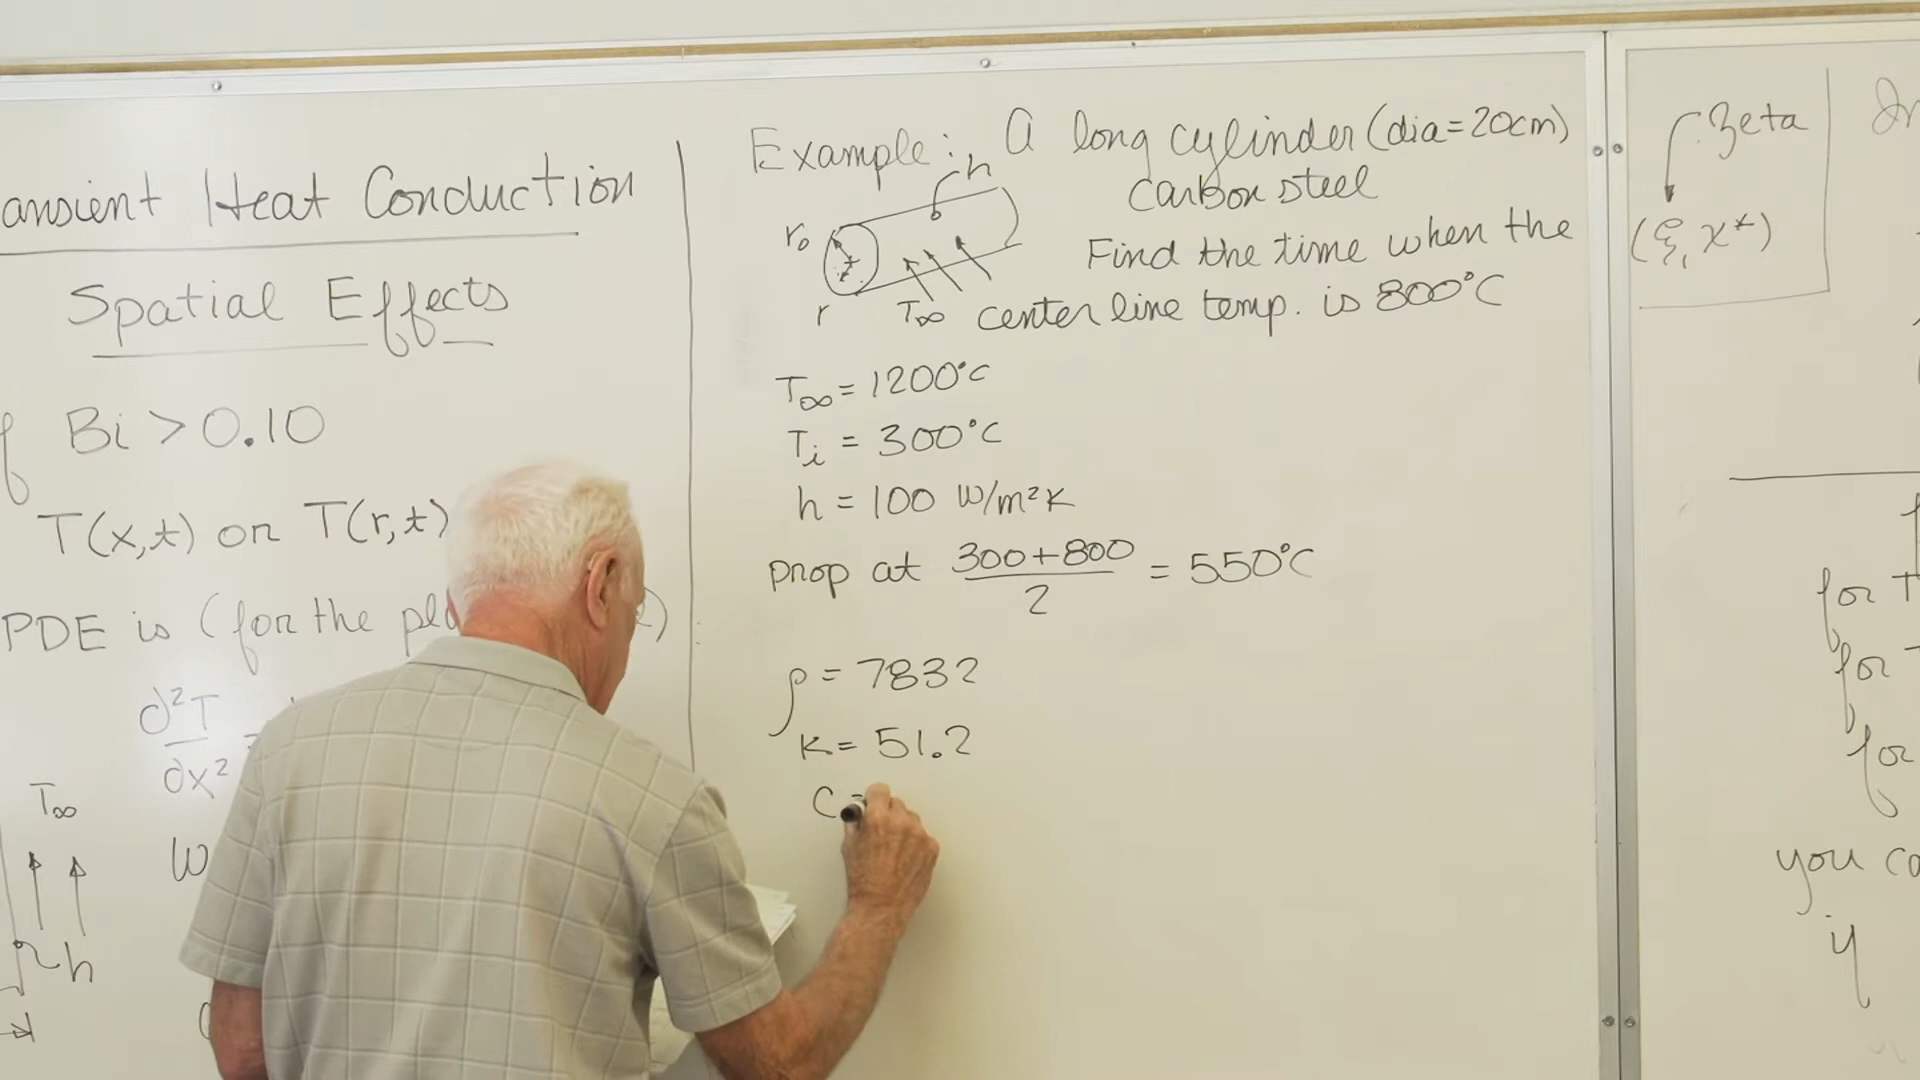 Transient Heat Conduction
Spatial Effects
Bi > 0.10
T(x,t) or T(r,t)
PDE is (for the
∂²T
∂x²
T∞
h
Example: A long cylinder (dia=20cm)
carbon steel
h
r₀
r
T∞
Find the time when the
center line temp. is 800°C
T∞ = 1200°C
Ti = 300°C
h = 100 W/m²K
prop at 300+800 / 2 = 550°C
ρ = 7832
k = 51.2
C =
zeta
(ξ, x*)
for
for
for
you
if